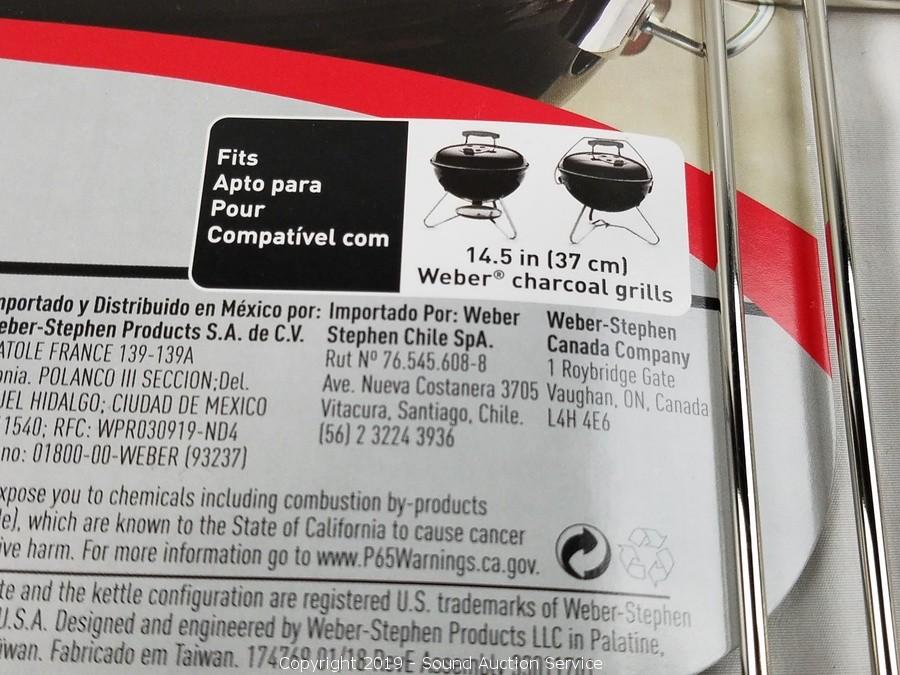 Fits
Apto para
Pour
Compatível com
14.5 in (37 cm)
Weber® charcoal grills
mportado y Distribuido en México por:
eber-Stephen Products S.A. de C.V.
ATOLE FRANCE 139-139A
onia. POLANCO III SECCION;Del.
UEL HIDALGO; CIUDAD DE MEXICO
1540; RFC: WPR030919-ND4
no: 01800-00-WEBER (93237)
Importado Por: Weber
Stephen Chile SpA.
Rut Nº 76.545.608-8
Ave. Nueva Costanera 3705
Vitacura, Santiago, Chile.
(56) 2 3224 3936
Weber-Stephen
Canada Company
1 Roybridge Gate
Vaughan, ON, Canada
L4H 4E6
xpose you to chemicals including combustion by-products
de), which are known to the State of California to cause cancer
ive harm. For more information go to www.P65Warnings.ca.gov.
te and the kettle configuration are registered U.S. trademarks of Weber-Stephen
U.S.A. Designed and engineered by Weber-Stephen Products LLC in Palatine,
iwan. Fabricado em Taiwan.
Copyright 2019 - Sound Auction Service